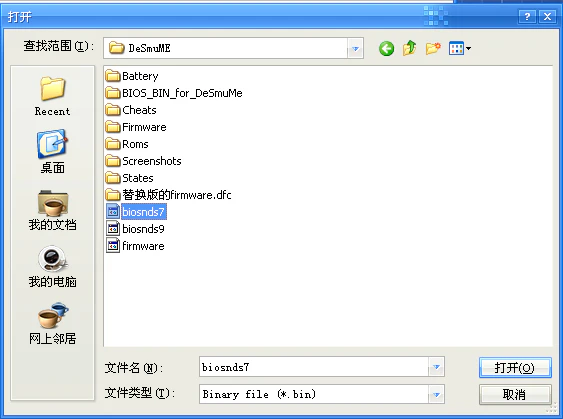 打开
查找范围(I):
DeSmuME
Recent
桌面
我的文档
我的电脑
网上邻居
Battery
BIOS_BIN_for_DeSmuMe
Cheats
Firmware
Roms
Screenshots
States
替换版的firmware.dfc
biosnds7
biosnds9
firmware
文件名(N):
biosnds7
打开(O)
文件类型(T):
Binary file (*.bin)
取消